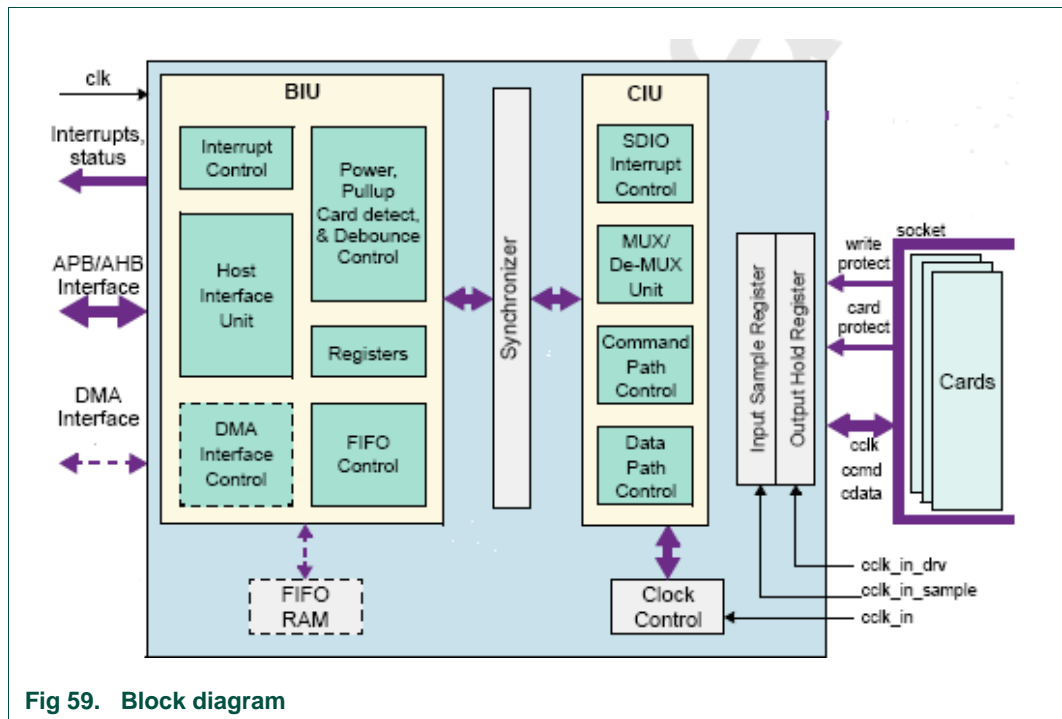 clk
Interrupts,
status
APB/AHB
Interface
DMA
Interface
BIU
Interrupt
Control
Power,
Pullup
Card detect,
& Debounce
Control
Host
Interface
Unit
Registers
DMA
Interface
Control
FIFO
Control
FIFO
RAM
Synchronizer
CIU
SDIO
Interrupt
Control
MUX/
De-MUX
Unit
Command
Path
Control
Data
Path
Control
Clock
Control
Input Sample Register
Output Hold Register
socket
write
protect
card
protect
Cards
cclk
ccmd
cdata
cclk_in_drv
cclk_in_sample
cclk_in
Fig 59. Block diagram